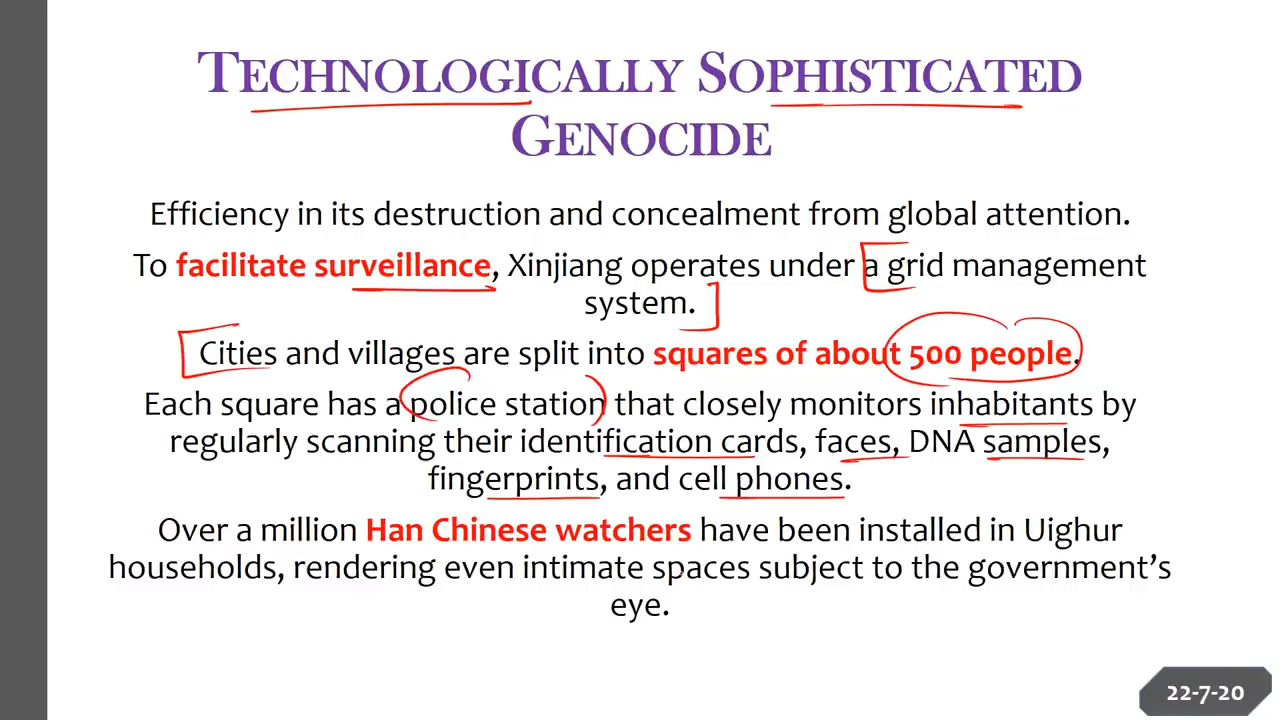 TECHNOLOGICALLY SOPHISTICATED
GENOCIDE
Efficiency in its destruction and concealment from global attention.
To facilitate surveillance, Xinjiang operates under a grid management
system.
Cities and villages are split into squares of about 500 people.
Each square has a police station that closely monitors inhabitants by
regularly scanning their identification cards, faces, DNA samples,
fingerprints, and cell phones.
Over a million Han Chinese watchers have been installed in Uighur
households, rendering even intimate spaces subject to the government’s
eye.
22-7-20